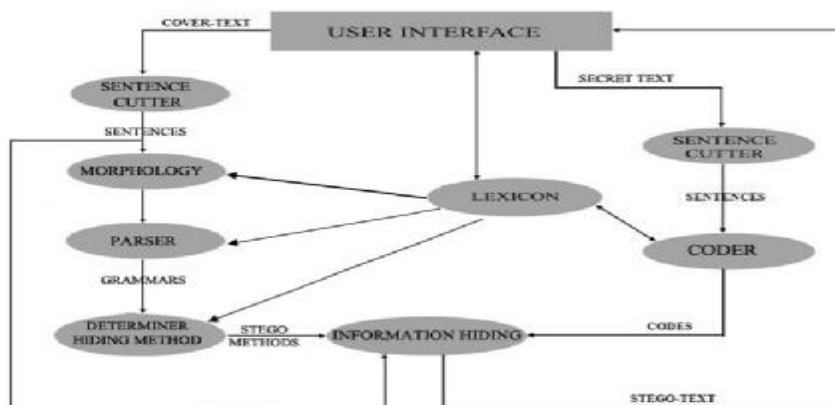 COVER-TEXT
USER INTERFACE
SECRET TEXT
SENTENCE
CUTTER
SENTENCES
SENTENCE
CUTTER
MORPHOLOGY
LEXICON
SENTENCES
PARSER
CODER
GRAMMARS
DETERMINER
HIDING METHOD
STEGO
METHODS
INFORMATION HIDING
CODES
STEGO-TEXT